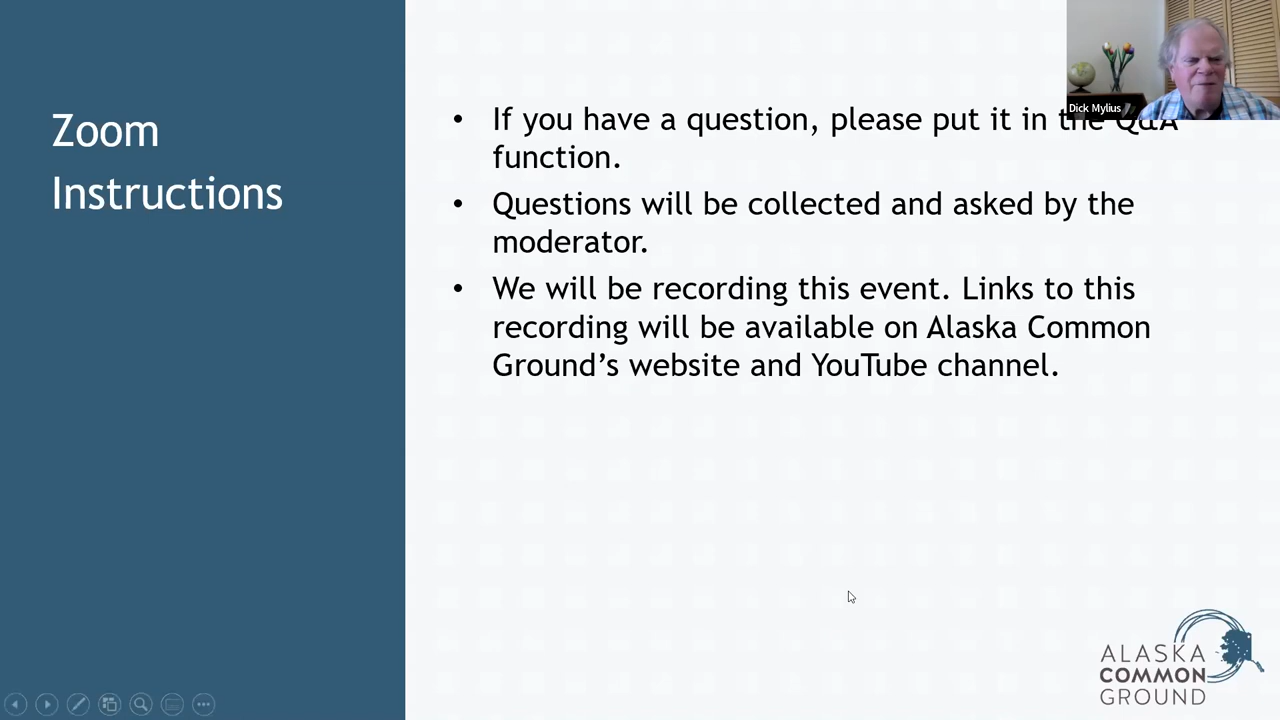 Zoom
Instructions
• If you have a question, please put it in the Q&A
function.
• Questions will be collected and asked by the
moderator.
• We will be recording this event. Links to this
recording will be available on Alaska Common
Ground’s website and YouTube channel.
Dick Mylius
ALASKA
COMMON
GROUND